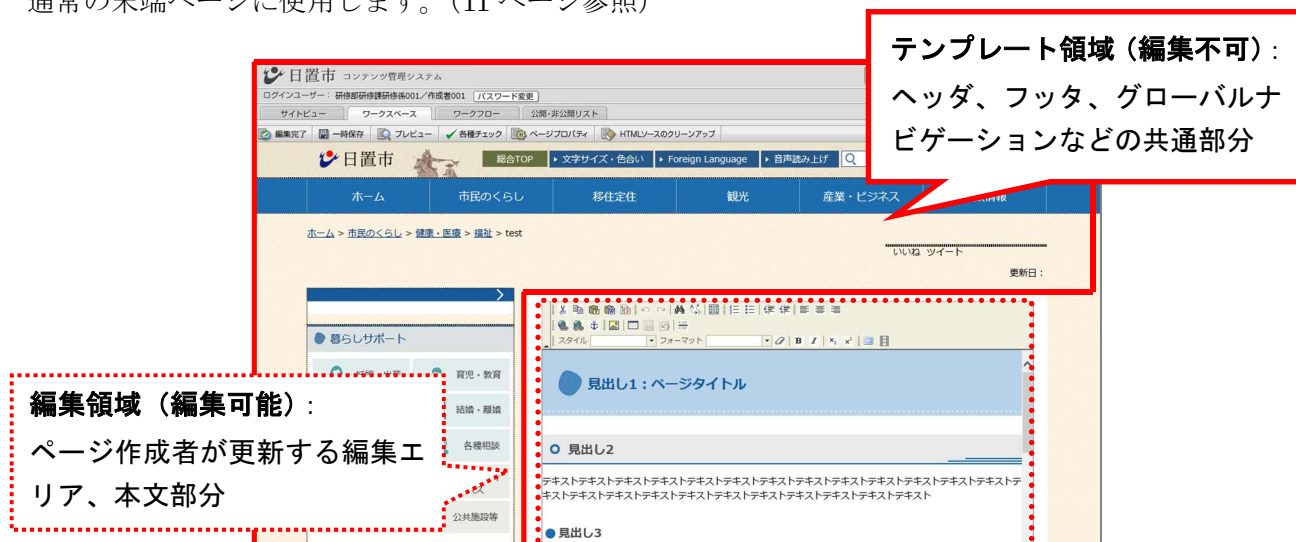 通常の末端ページに使用します。（11 ページ参照）
テンプレート領域（編集不可）：
ヘッダ、フッタ、グローバルナ
ビゲーションなどの共通部分
日置市 コンテンツ管理システム
ログインユーザー： 研修部研修課研修係001／作成者001 パスワード変更
サイトビュー ワークスペース ワークフロー 公開・非公開リスト
編集完了 一時保存 プレビュー 各種チェック ページプロパティ HTMLソースのクリーンアップ
日置市 総合TOP 文字サイズ・色合い Foreign Language 音声読み上げ
ホーム 市民のくらし 移住定住 観光 産業・ビジネス
ホーム > 市民のくらし > 健康・医療 > 福祉 > test
いいね ツイート
更新日：
暮らしサポート
スタイル フォーマット B I
育児・教育
見出し1：ページタイトル
編集領域（編集可能）：
ページ作成者が更新する編集エ
リア、本文部分
結婚・離婚
各種相談
見出し2
テキストテキストテキストテキストテキストテキストテキストテキストテキストテキストテキストテキストテ
キストテキストテキストテキストテキストテキストテキストテキストテキストテキスト
公共施設等
見出し3